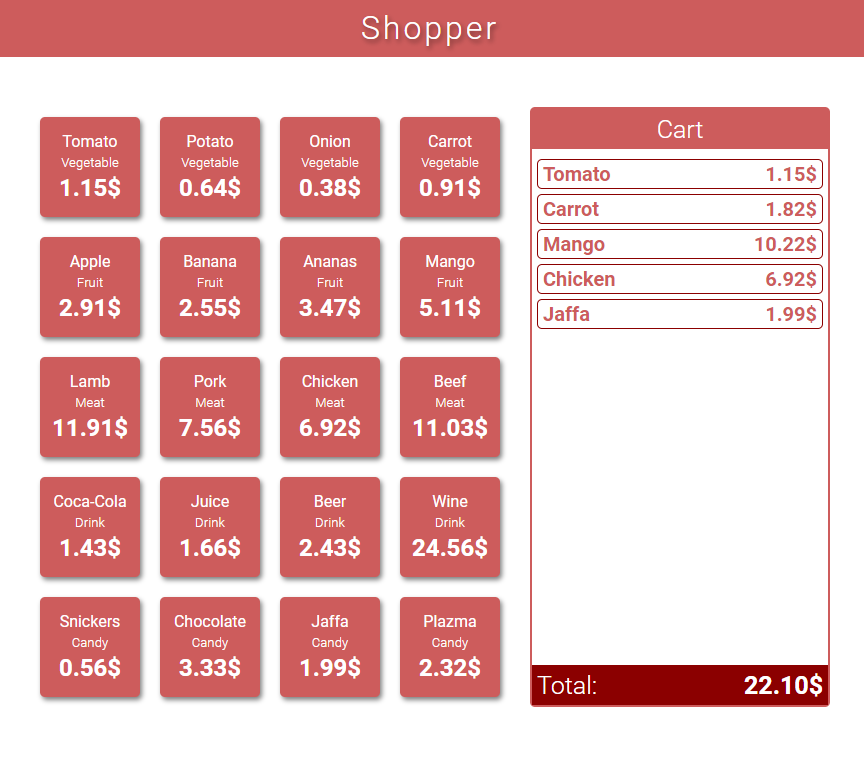 Shopper
Tomato
Vegetable
1.15$
Potato
Vegetable
0.64$
Onion
Vegetable
0.38$
Carrot
Vegetable
0.91$
Apple
Fruit
2.91$
Banana
Fruit
2.55$
Ananas
Fruit
3.47$
Mango
Fruit
5.11$
Lamb
Meat
11.91$
Pork
Meat
7.56$
Chicken
Meat
6.92$
Beef
Meat
11.03$
Coca-Cola
Drink
1.43$
Juice
Drink
1.66$
Beer
Drink
2.43$
Wine
Drink
24.56$
Snickers
Candy
0.56$
Chocolate
Candy
3.33$
Jaffa
Candy
1.99$
Plazma
Candy
2.32$
Cart
Tomato 1.15$
Carrot 1.82$
Mango 10.22$
Chicken 6.92$
Jaffa 1.99$
Total: 22.10$